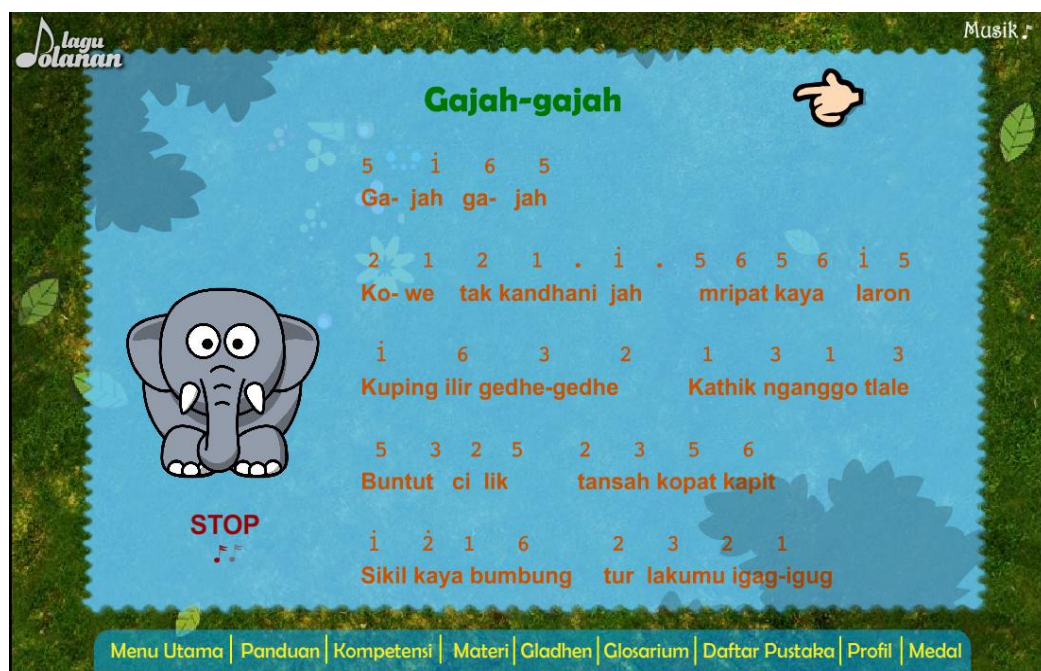 lagu
Dolanan
Musik
Gajah-gajah
5 i̇ 6 5
Ga- jah ga- jah
2 1 2 1 . i̇ . 5 6 5 6 i̇ 5
Ko- we tak kandhani jah mripat kaya laron
i̇ 6 3 2 1 3 1 3
Kuping ilir gedhe-gedhe Kathik nganggo tlale
5 3 2 5 2 3 5 6
Buntut ci lik tansah kopat kapit
i̇ 2̇ 1 6 2 3 2 1
Sikil kaya bumbung tur lakumu igag-igug
STOP
Menu Utama | Panduan | Kompetensi | Materi | Gladhen | Glosarium | Daftar Pustaka | Profil | Medal